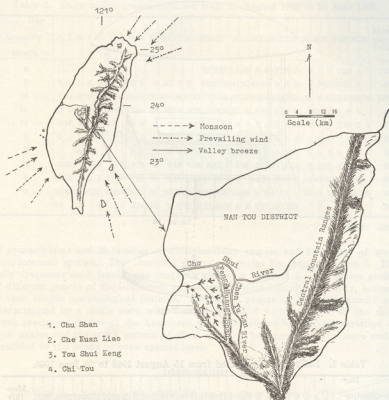 121°
N
25°
24°
6 4 8 12 16
Scale (km)
Monsoon
Prevailing wind
Valley breeze
23°
NAN TOU DISTRICT
Central Mountain Ranges
Cho Shui River
River
1. Chu Shan
2. Che Kuan Liao
3. You Shui Keng
4. Chi Tou